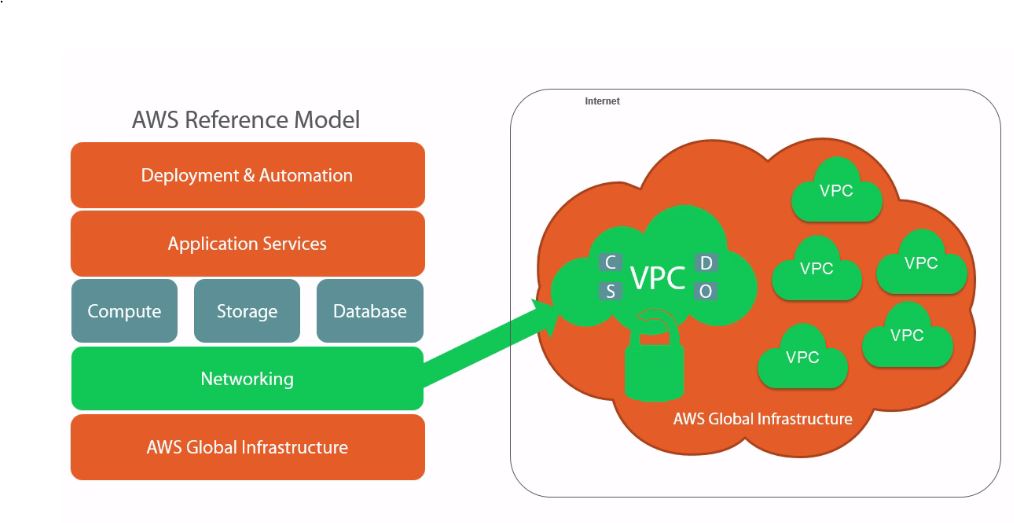 AWS Reference Model
Deployment & Automation
Application Services
Compute
Storage
Database
Networking
AWS Global Infrastructure
Internet
VPC
VPC
VPC
VPC
VPC
VPC
C
D
S
O
AWS Global Infrastructure